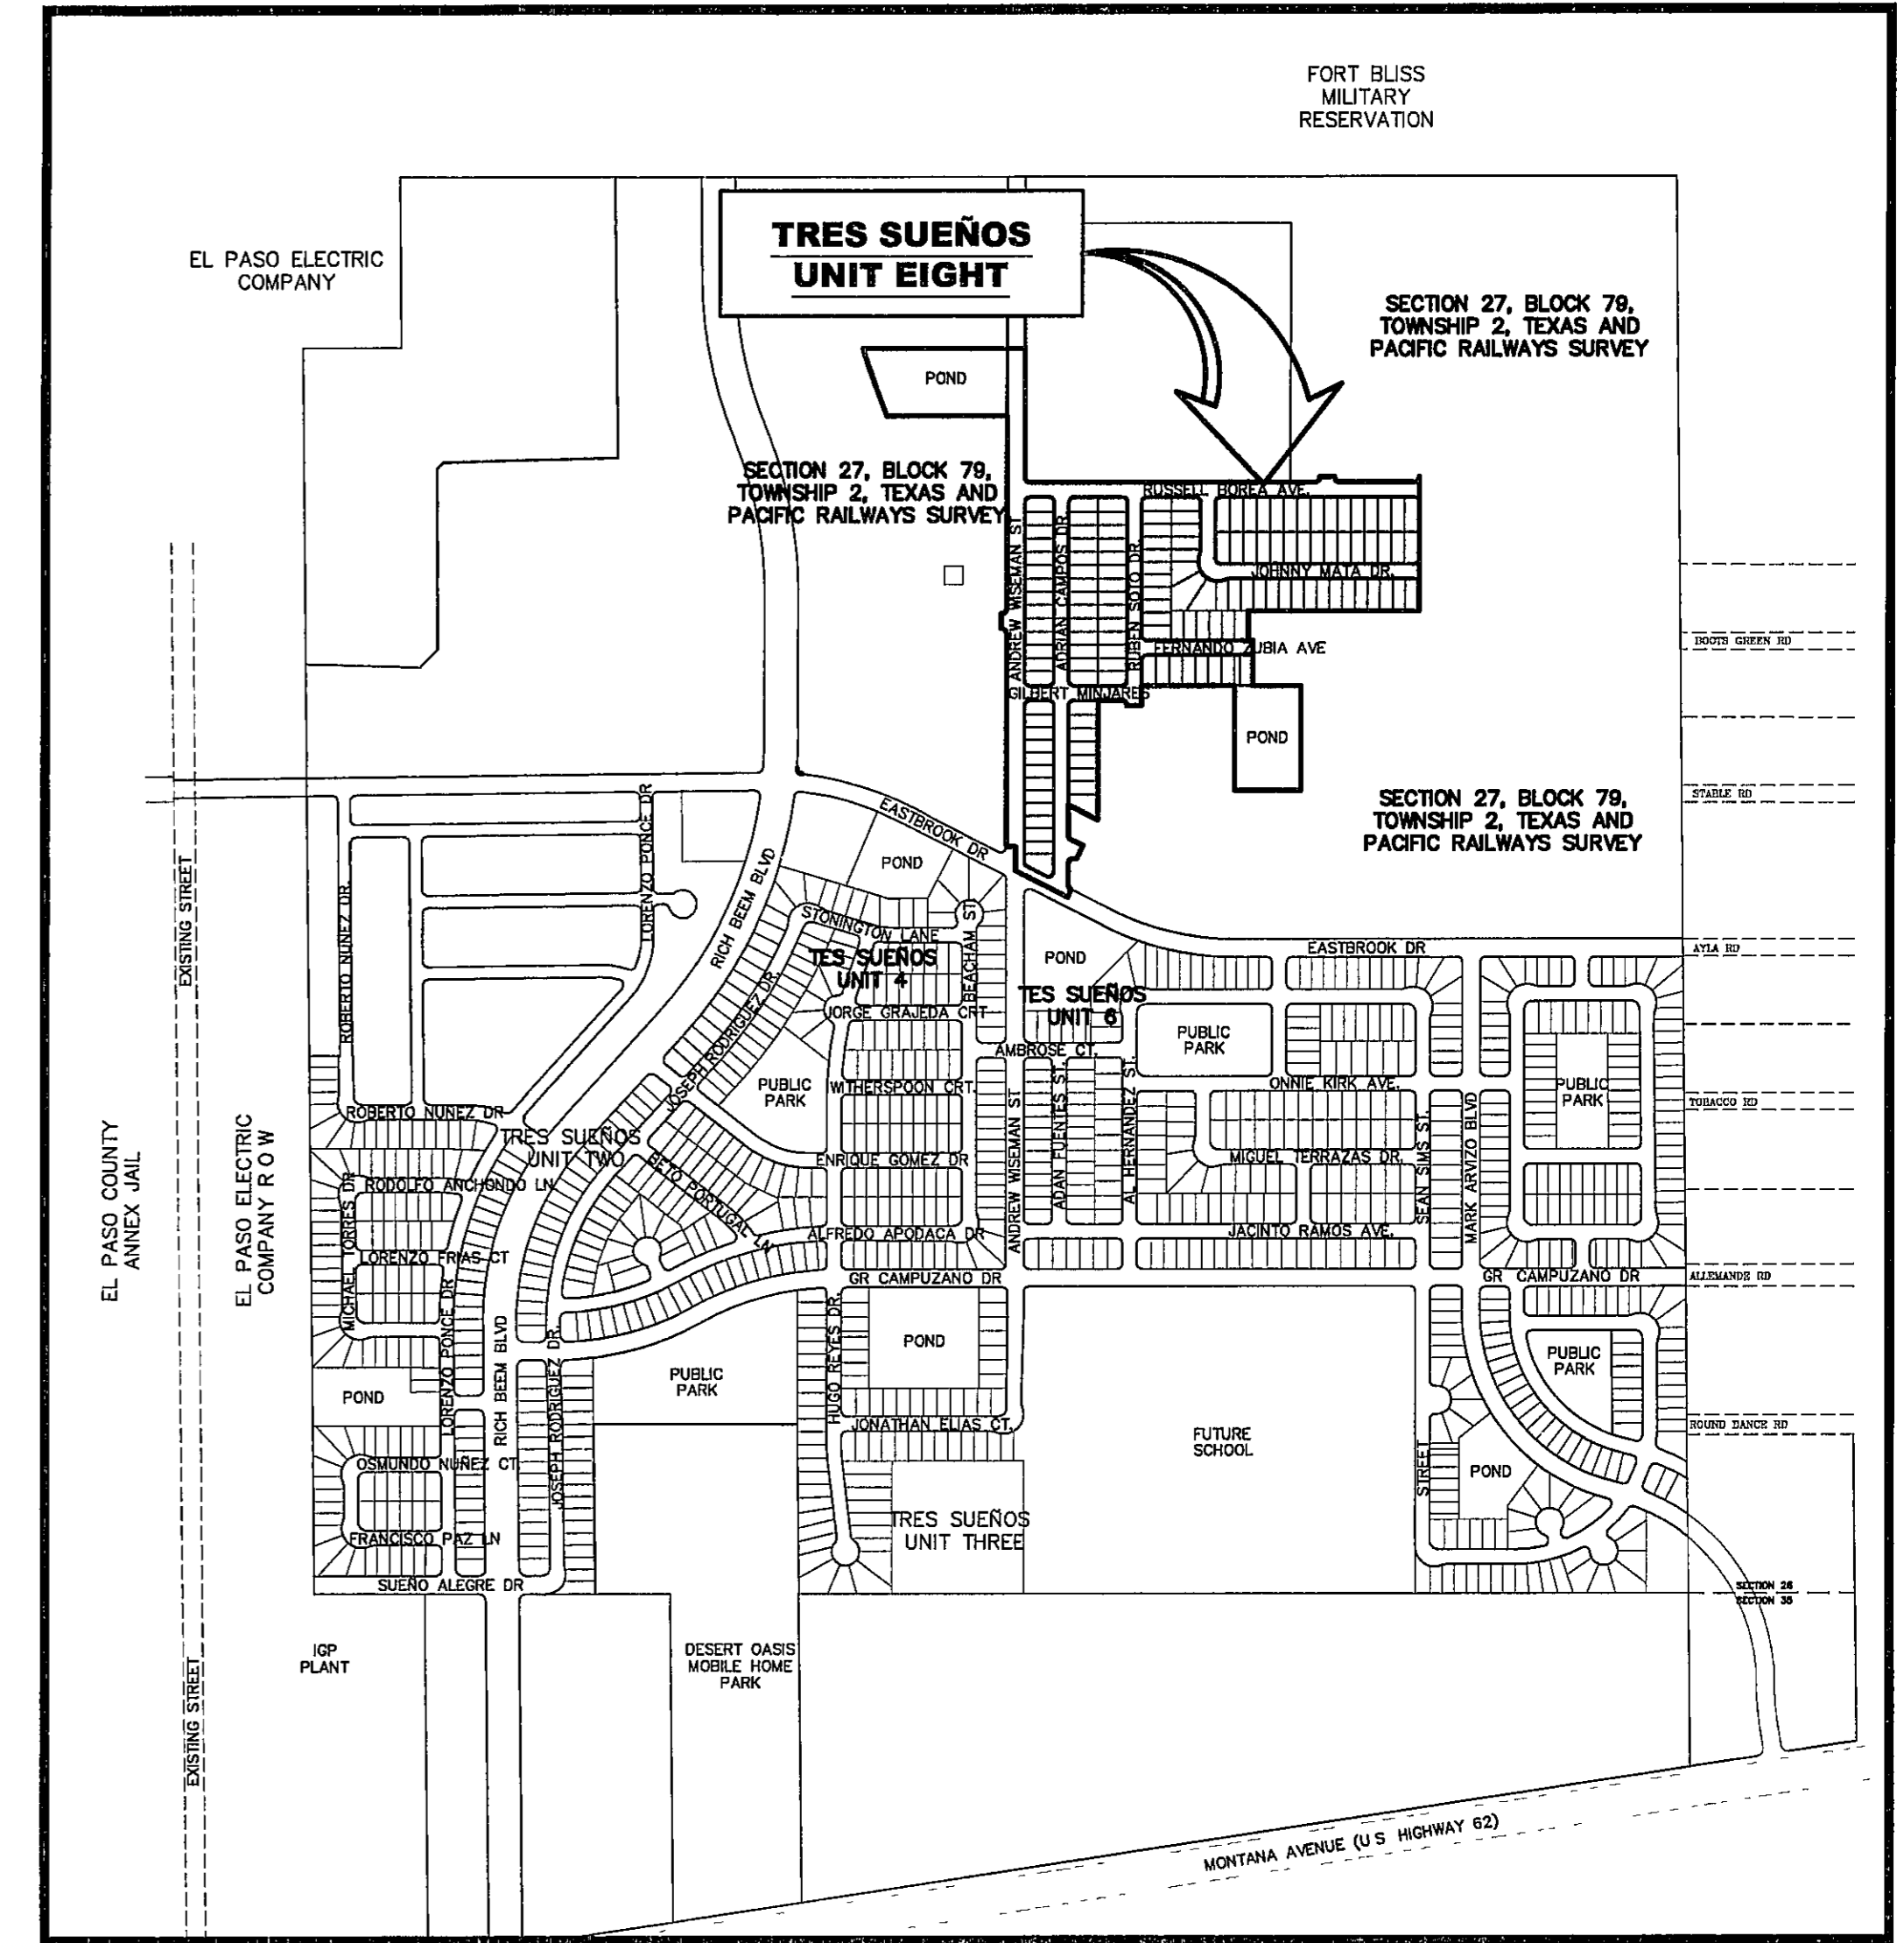 FORT BLISS
MILITARY
RESERVATION
TRES SUEÑOS
UNIT EIGHT
EL PASO ELECTRIC
COMPANY
SECTION 27, BLOCK 79,
TOWNSHIP 2, TEXAS AND
PACIFIC RAILWAYS SURVEY
POND
SECTION 27, BLOCK 79,
TOWNSHIP 2, TEXAS AND
PACIFIC RAILWAYS SURVEY
RUSSELL BOREA AVE.
ANDREW WISEMAN ST
ADRIAN CAMPOS DR.
RUBEN SOTO DR.
JOHNNY MATA DR.
FERNANDO ZUBIA AVE
GILBERT MINJARES
BOOTS GREEN RD
POND
STABLE RD
SECTION 27, BLOCK 79,
TOWNSHIP 2, TEXAS AND
PACIFIC RAILWAYS SURVEY
EASTBROOK DR
POND
LORENZO PONCE DR
RICH BEEM BLVD
EXISTING STREET
ROBERTO NUNEZ DR.
STONINGTON LANE
BEACHAM ST
TES SUEÑOS
UNIT 4
POND
EASTBROOK DR
AYLA RD
JOSEPH RODRIGUEZ DR.
JORGE GRAJEDA CRT
TES SUEÑOS
UNIT 6
PUBLIC
PARK
AMBROSE CT.
PUBLIC
PARK
WITHERSPOON CRT.
ONNIE KIRK AVE.
PUBLIC
PARK
TOBACCO RD
ROBERTO NUNEZ DR
TRES SUEÑOS
UNIT TWO
BETO PORTUGAL LN
ENRIQUE GOMEZ DR
ANDREW WISEMAN ST
ADAN FUENTES ST.
AL HERNANDEZ ST.
MIGUEL TERRAZAS DR.
SEAN SIMS ST.
MARK ARVIZO BLVD
EL PASO COUNTY
ANNEX JAIL
EL PASO ELECTRIC
COMPANY R O W
RODOLFO ANCHONDO LN
MICHAEL TORRES DR
ALFREDO APODACA DR
JACINTO RAMOS AVE.
LORENZO FRIAS CT
GR CAMPUZANO DR
GR CAMPUZANO DR
ALLEMANDE RD
LORENZO PONCE DR
RICH BEEM BLVD
JOSEPH RODRIGUEZ DR.
HUGO REYES DR.
POND
PUBLIC
PARK
PUBLIC
PARK
POND
JONATHAN ELIAS CT.
FUTURE
SCHOOL
STREET
POND
ROUND DANCE RD
OSMUNDO NUÑEZ CT
TRES SUEÑOS
UNIT THREE
FRANCISCO PAZ LN
SUEÑO ALEGRE DR
SECTION 26
SECTION 35
IGP
PLANT
DESERT OASIS
MOBILE HOME
PARK
EXISTING STREET
MONTANA AVENUE (U S HIGHWAY 62)